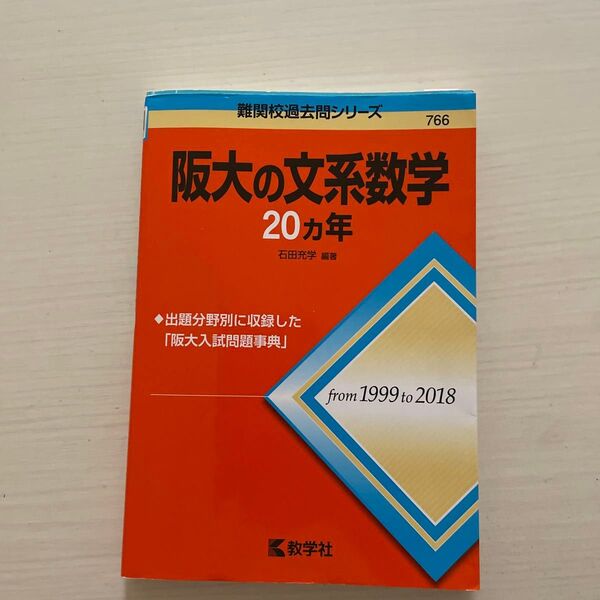 難関校過去問シリーズ
766
阪大の文系数学
20ヵ年
石田充学 編著
◆出題分野別に収録した
「阪大入試問題事典」
from 1999 to 2018
教学社